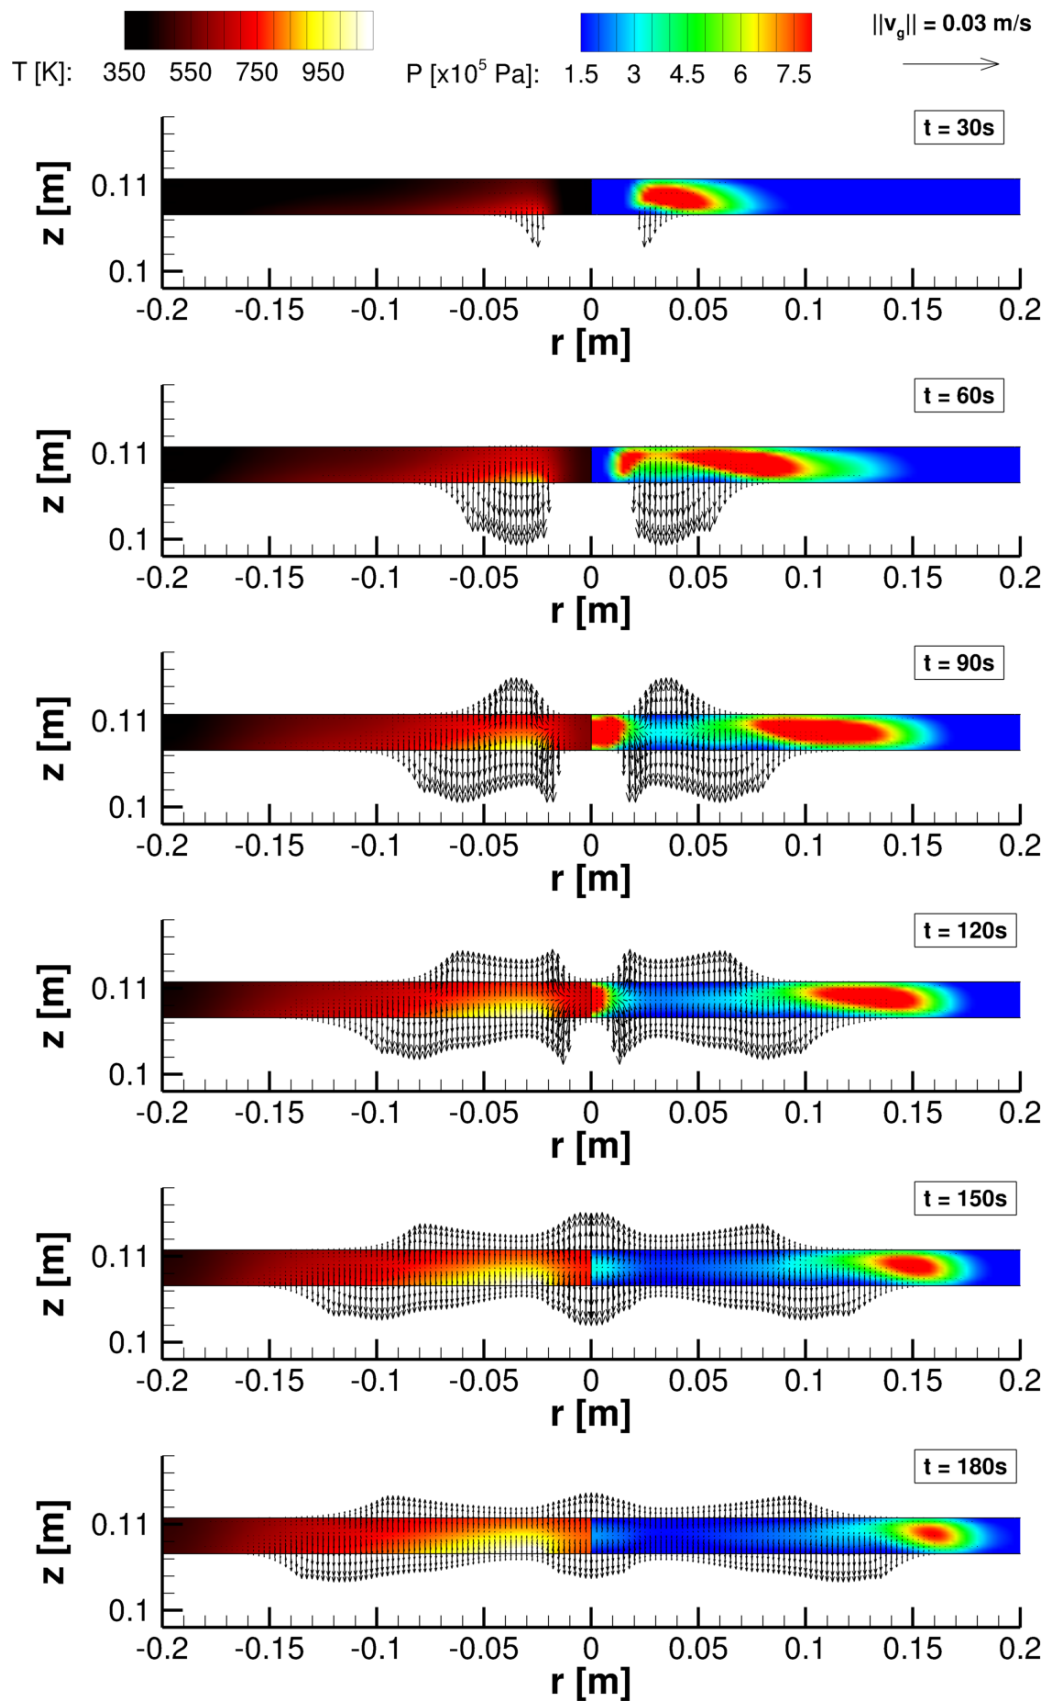 ||v_g|| = 0.03 m/s
T [K]: 350 550 750 950 P [x10^5 Pa]: 1.5 3 4.5 6 7.5
t = 30s
z [m]
0.11
0.1
-0.2 -0.15 -0.1 -0.05 0 0.05 0.1 0.15 0.2
r [m]
t = 60s
z [m]
0.11
0.1
-0.2 -0.15 -0.1 -0.05 0 0.05 0.1 0.15 0.2
r [m]
t = 90s
z [m]
0.11
0.1
-0.2 -0.15 -0.1 -0.05 0 0.05 0.1 0.15 0.2
r [m]
t = 120s
z [m]
0.11
0.1
-0.2 -0.15 -0.1 -0.05 0 0.05 0.1 0.15 0.2
r [m]
t = 150s
z [m]
0.11
0.1
-0.2 -0.15 -0.1 -0.05 0 0.05 0.1 0.15 0.2
r [m]
t = 180s
z [m]
0.11
0.1
-0.2 -0.15 -0.1 -0.05 0 0.05 0.1 0.15 0.2
r [m]